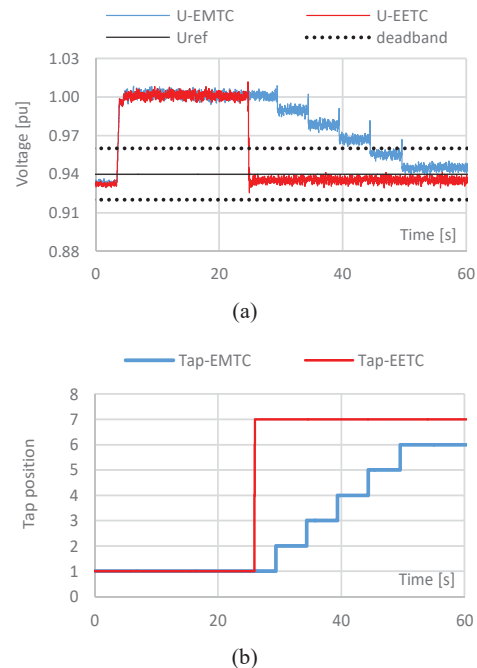 U-EMTC U-EETC
Uref deadband
Voltage [pu]
1.03
1.00
0.97
0.94
0.91
0.88
Time [s]
0 20 40 60
(a)
Tap-EMTC Tap-EETC
Tap position
8
7
6
5
4
3
2
1
0
Time [s]
0 20 40 60
(b)